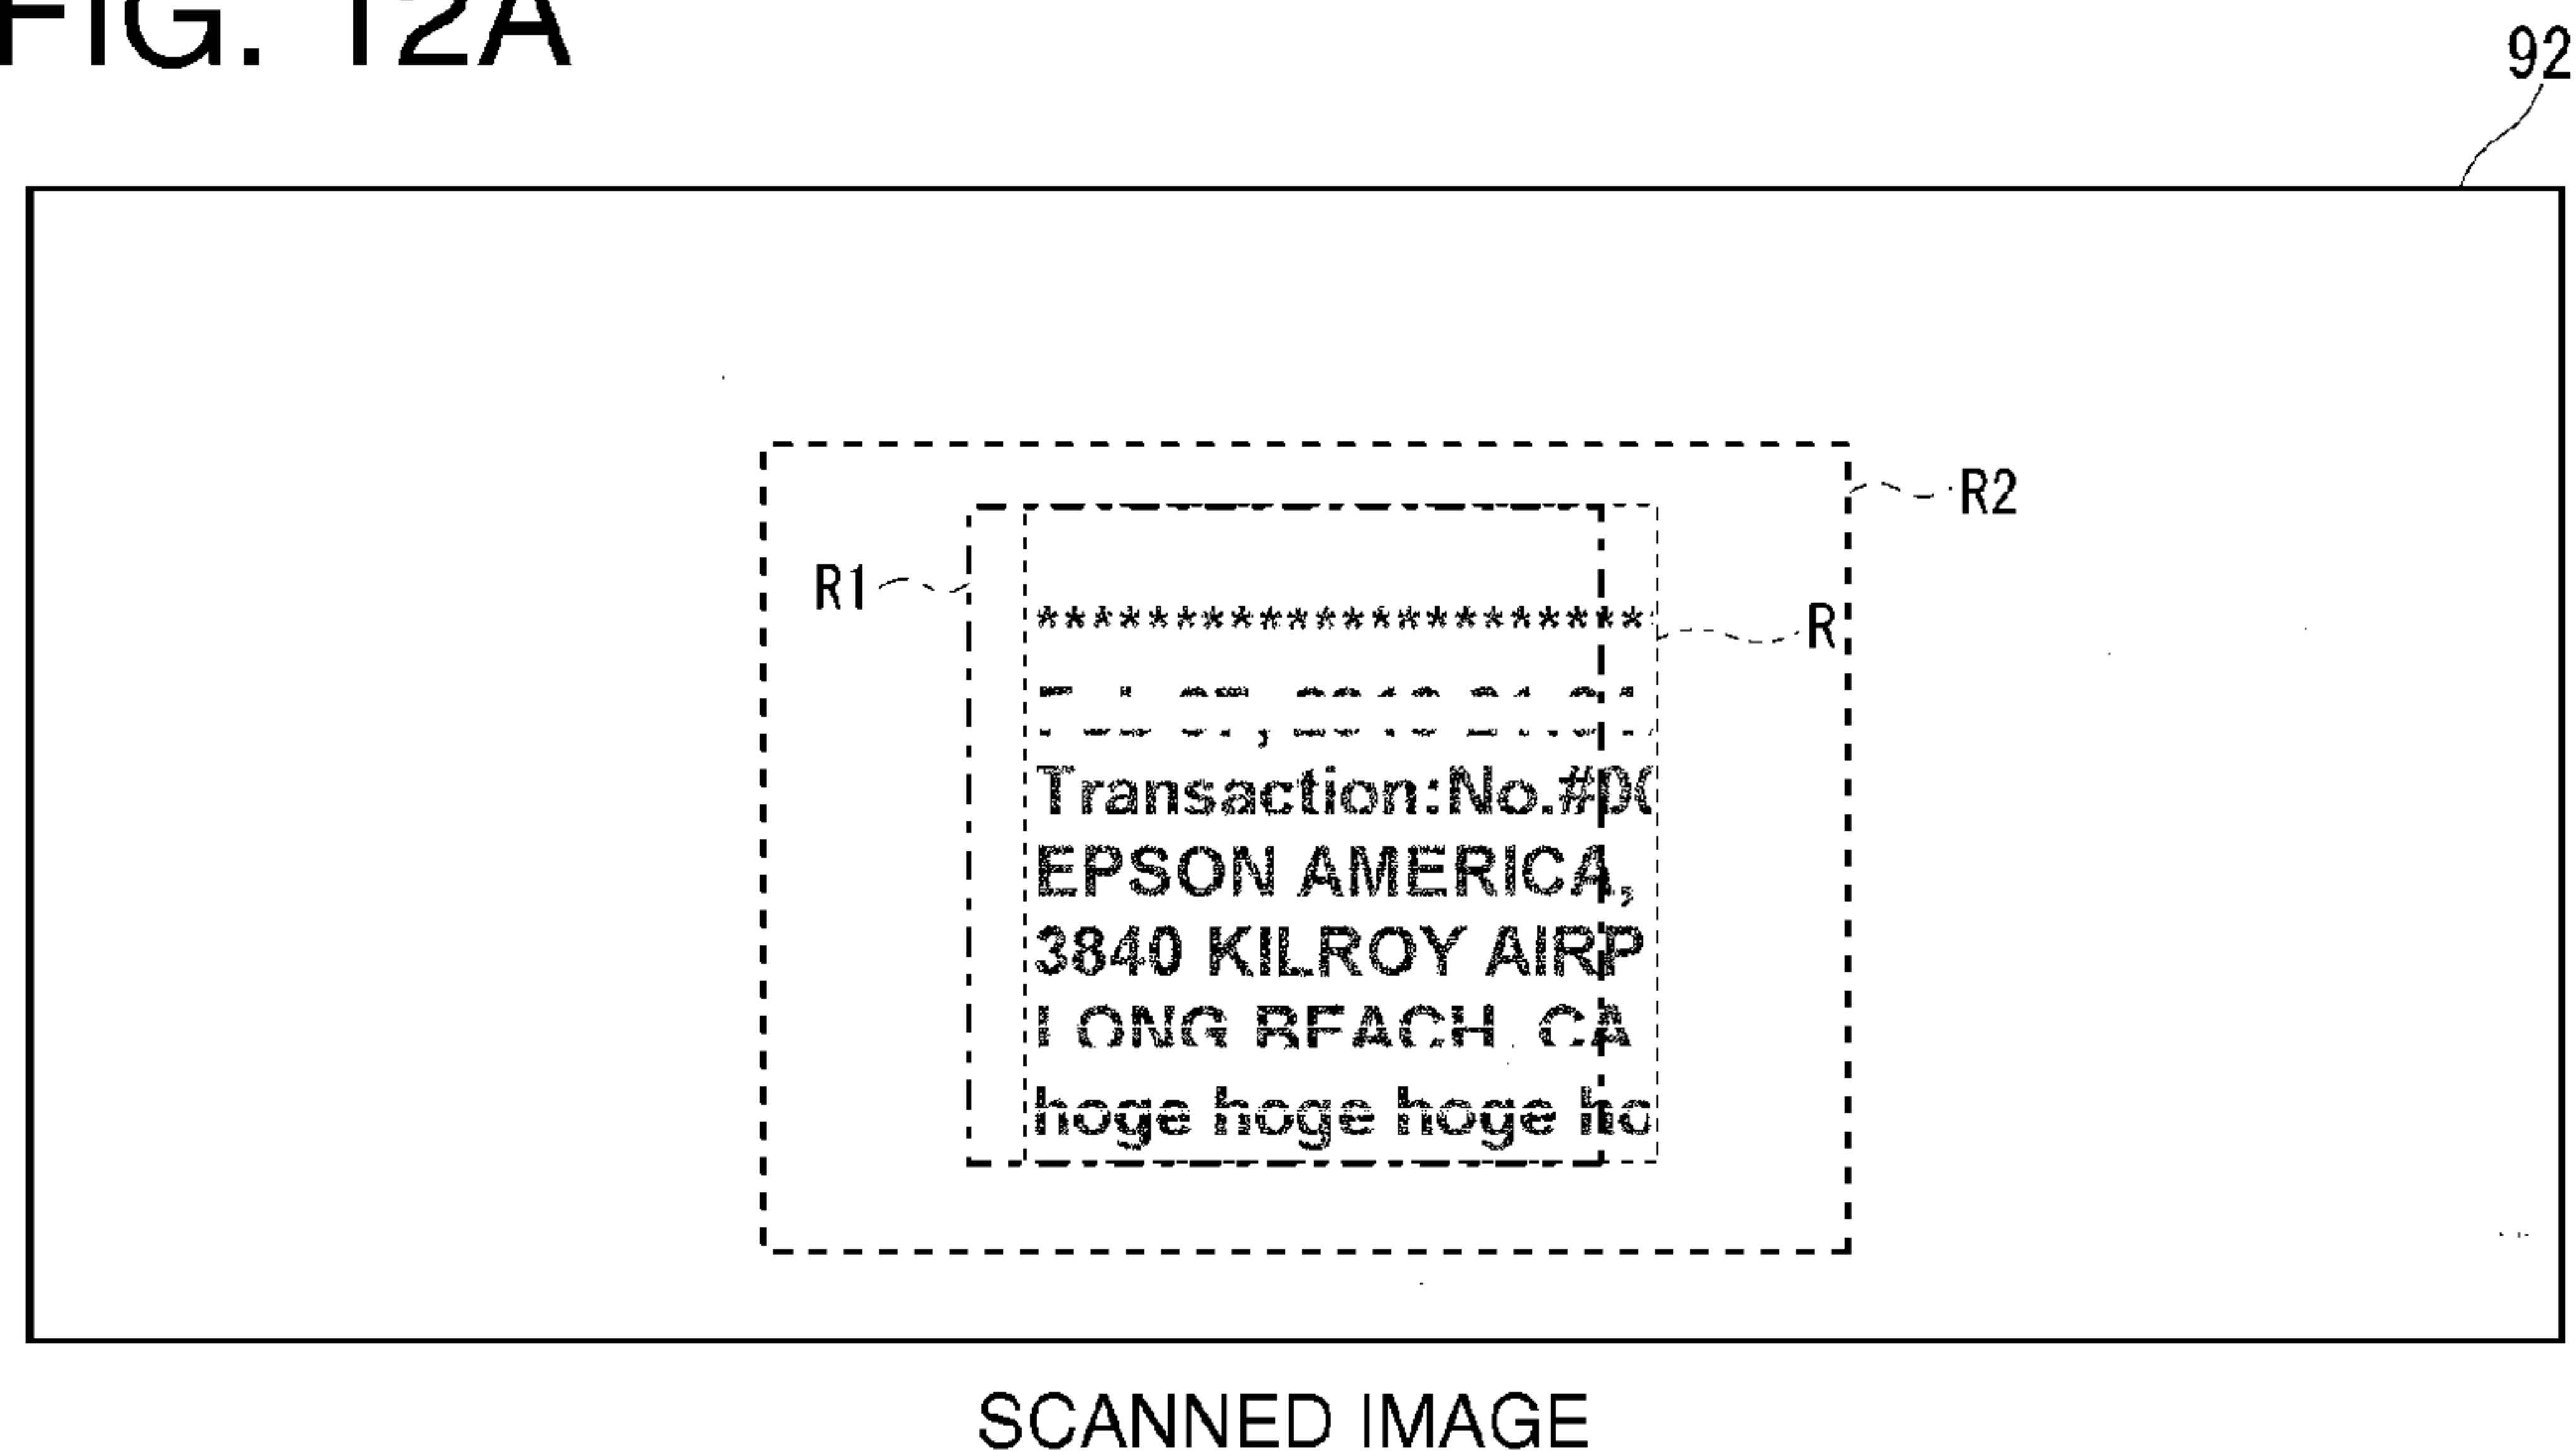 FIG. 12A
92
R2
R1
R
**********************
Transaction:No.#00
EPSON AMERICA,
3840 KILROY AIRP
LONG BEACH, CA
hoge hoge hoge ho
SCANNED IMAGE